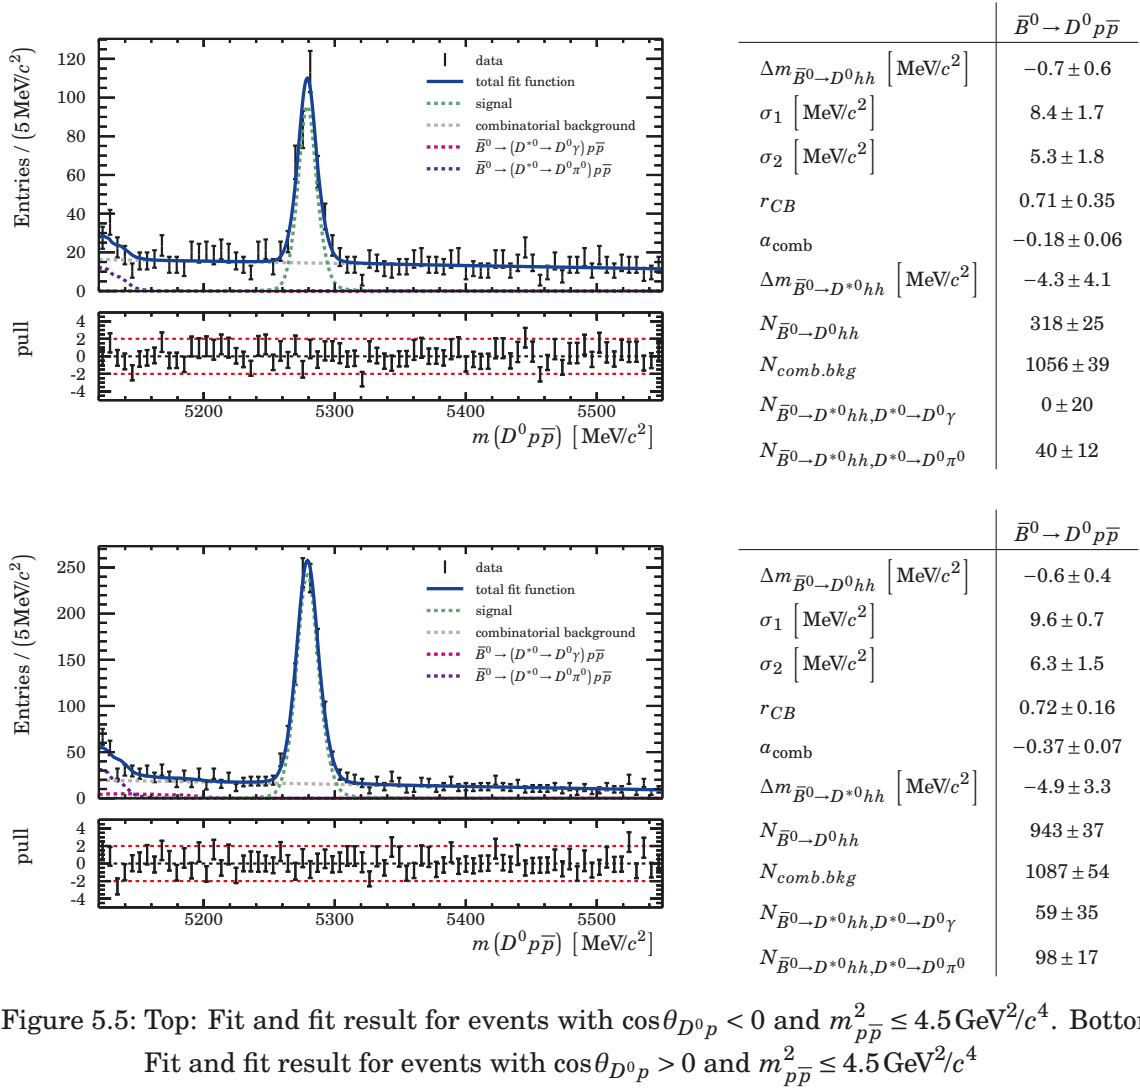 Entries / (5 MeV/c²)
120
100
80
60
40
20
0
data
total fit function
signal
combinatorial background
B̅⁰ → (D*⁰ → D⁰γ) pp̅
B̅⁰ → (D*⁰ → D⁰π⁰) pp̅
pull
4
2
0
-2
-4
5200 5300 5400 5500
m(D⁰pp̅) [MeV/c²]
B̅⁰ → D⁰pp̅
Δm_{B̅⁰→D⁰hh} [MeV/c²] −0.7 ± 0.6
σ₁ [MeV/c²] 8.4 ± 1.7
σ₂ [MeV/c²] 5.3 ± 1.8
r_{CB} 0.71 ± 0.35
a_{comb} −0.18 ± 0.06
Δm_{B̅⁰→D*⁰hh} [MeV/c²] −4.3 ± 4.1
N_{B̅⁰→D⁰hh} 318 ± 25
N_{comb.bkg} 1056 ± 39
N_{B̅⁰→D*⁰hh,D*⁰→D⁰γ} 0 ± 20
N_{B̅⁰→D*⁰hh,D*⁰→D⁰π⁰} 40 ± 12
Entries / (5 MeV/c²)
250
200
150
100
50
0
data
total fit function
signal
combinatorial background
B̅⁰ → (D*⁰ → D⁰γ) pp̅
B̅⁰ → (D*⁰ → D⁰π⁰) pp̅
pull
4
2
0
-2
-4
5200 5300 5400 5500
m(D⁰pp̅) [MeV/c²]
B̅⁰ → D⁰pp̅
Δm_{B̅⁰→D⁰hh} [MeV/c²] −0.6 ± 0.4
σ₁ [MeV/c²] 9.6 ± 0.7
σ₂ [MeV/c²] 6.3 ± 1.5
r_{CB} 0.72 ± 0.16
a_{comb} −0.37 ± 0.07
Δm_{B̅⁰→D*⁰hh} [MeV/c²] −4.9 ± 3.3
N_{B̅⁰→D⁰hh} 943 ± 37
N_{comb.bkg} 1087 ± 54
N_{B̅⁰→D*⁰hh,D*⁰→D⁰γ} 59 ± 35
N_{B̅⁰→D*⁰hh,D*⁰→D⁰π⁰} 98 ± 17
Figure 5.5: Top: Fit and fit result for events with cosθ_{D⁰p} < 0 and m²_{pp̅} ≤ 4.5 GeV²/c⁴. Bottor
Fit and fit result for events with cosθ_{D⁰p} > 0 and m²_{pp̅} ≤ 4.5 GeV²/c⁴